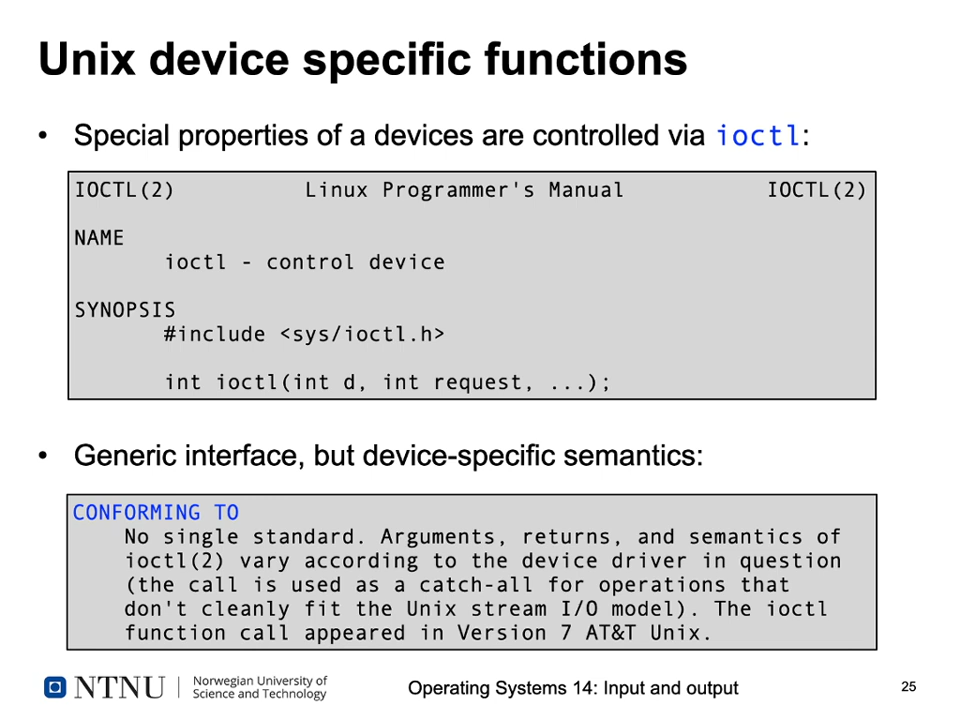 Unix device specific functions
• Special properties of a devices are controlled via ioctl:
IOCTL(2) Linux Programmer's Manual IOCTL(2)
NAME
ioctl - control device
SYNOPSIS
#include <sys/ioctl.h>
int ioctl(int d, int request, ...);
• Generic interface, but device-specific semantics:
CONFORMING TO
No single standard. Arguments, returns, and semantics of
ioctl(2) vary according to the device driver in question
(the call is used as a catch-all for operations that
don't cleanly fit the Unix stream I/O model). The ioctl
function call appeared in Version 7 AT&T Unix.
NTNU
Norwegian University of
Science and Technology
Operating Systems 14: Input and output
25